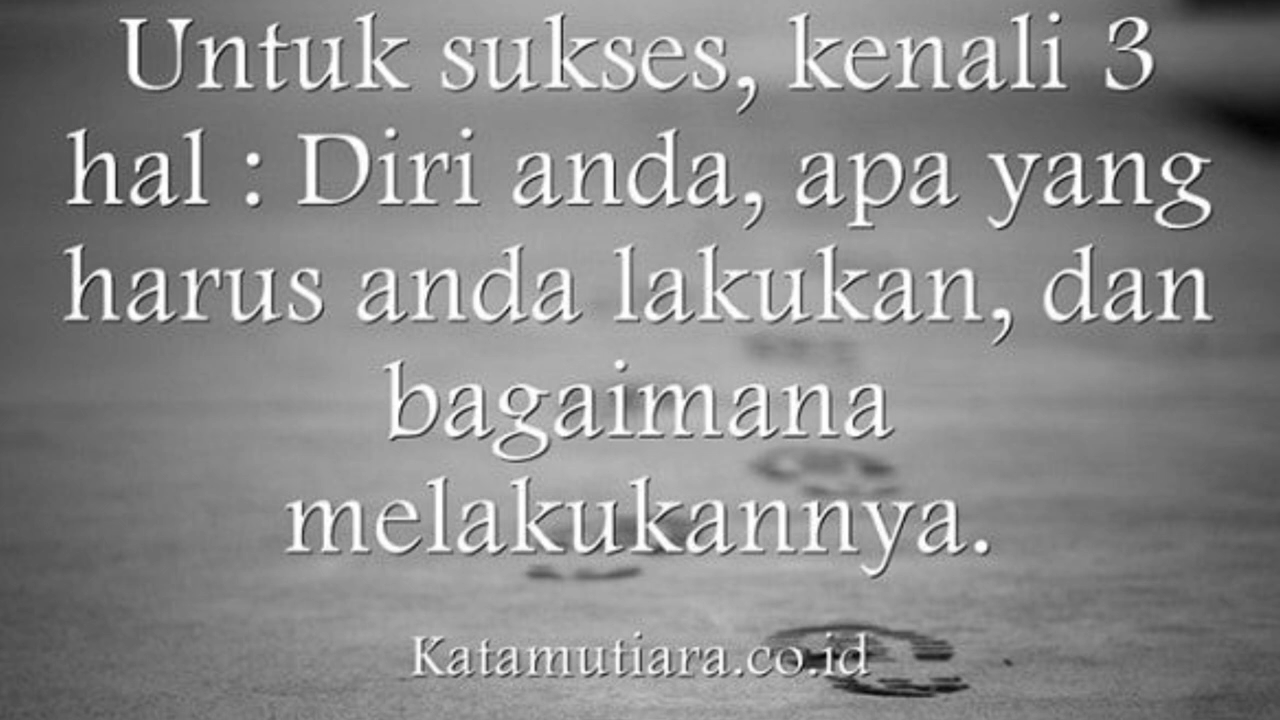 Untuk sukses, kenali 3
hal : Diri anda, apa yang
harus anda lakukan, dan
bagaimana
melakukannya.
Katamutiara.co.id